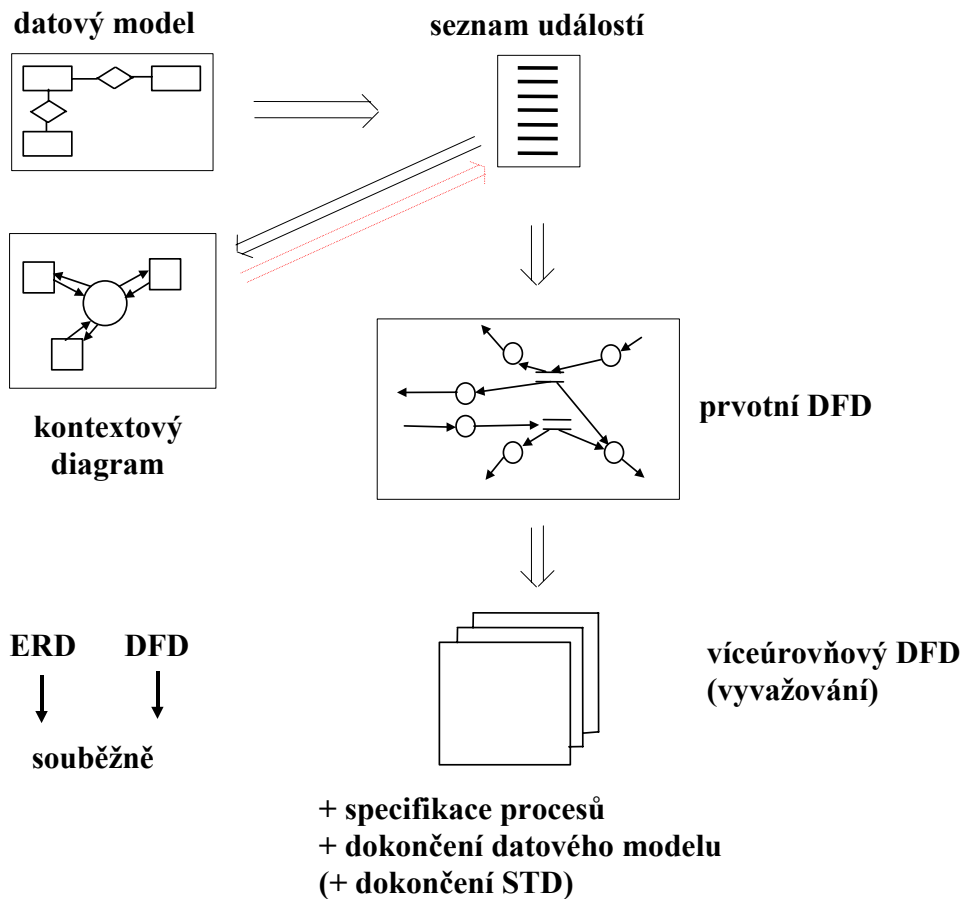 datový model
seznam událostí
kontextový
diagram
prvotní DFD
ERD DFD
souběžně
víceúrovňový DFD
(vyvažování)
+ specifikace procesů
+ dokončení datového modelu
(+ dokončení STD)